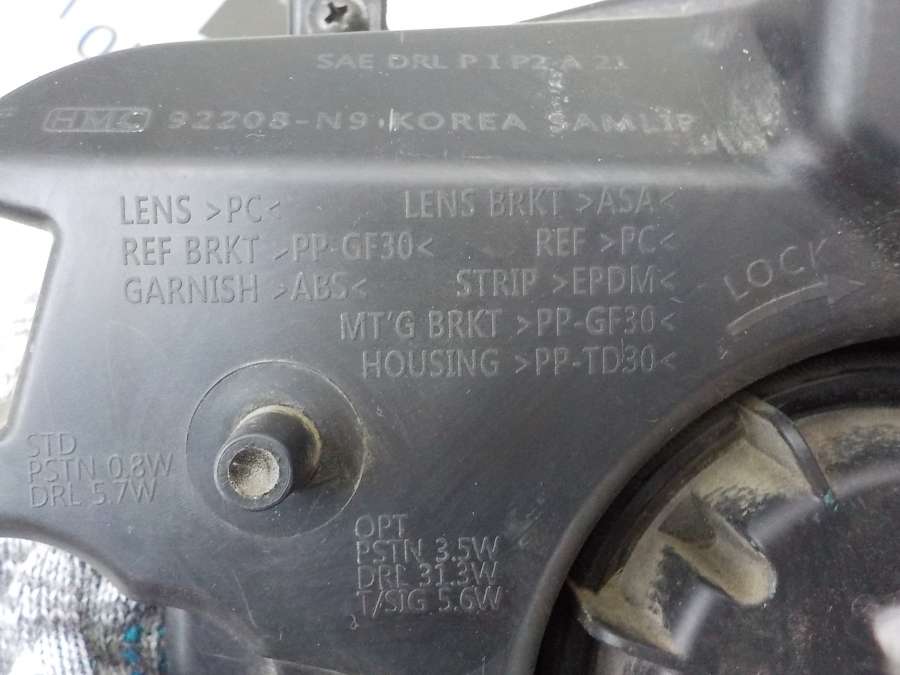 SAE DRL P1P2 A 21
HMC 92208-N9 KOREA SAMLIP
LENS >PC<
LENS BRKT >ASA<
REF BRKT >PP-GF30<
REF >PC<
GARNISH >ABS<
STRIP >EPDM<
MT'G BRKT >PP-GF30<
HOUSING >PP-TD30<
LOCK
STD
PSTN 0.8W
DRL 5.7W
OPT
PSTN 3.5W
DRL 31.3W
T/SIG 5.6W